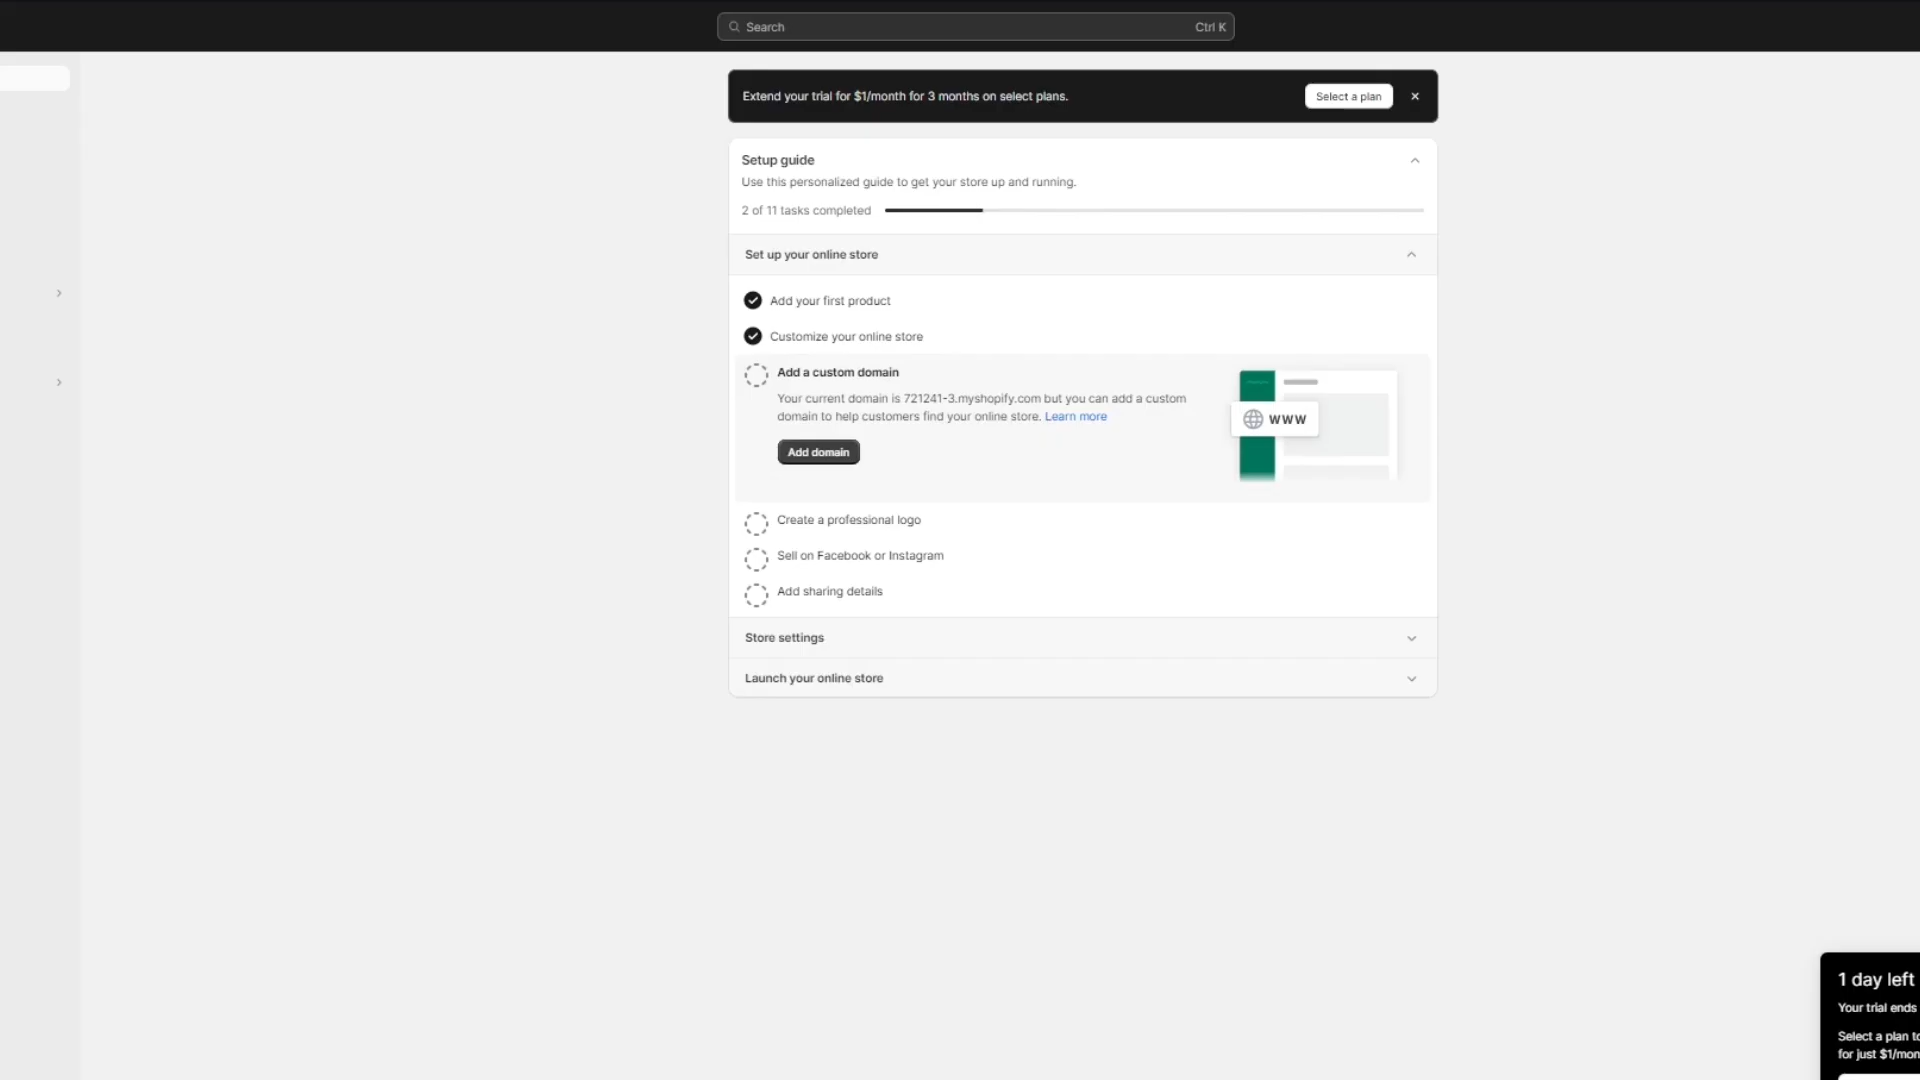 Search Ctrl K
Extend your trial for $1/month for 3 months on select plans. Select a plan
Setup guide
Use this personalized guide to get your store up and running.
2 of 11 tasks completed
Set up your online store
Add your first product
Customize your online store
Add a custom domain
Your current domain is 721241-3.myshopify.com but you can add a custom
domain to help customers find your online store. Learn more
WWW
Add domain
Create a professional logo
Sell on Facebook or Instagram
Add sharing details
Store settings
Launch your online store
1 day left
Your trial ends
Select a plan to
for just $1/mon